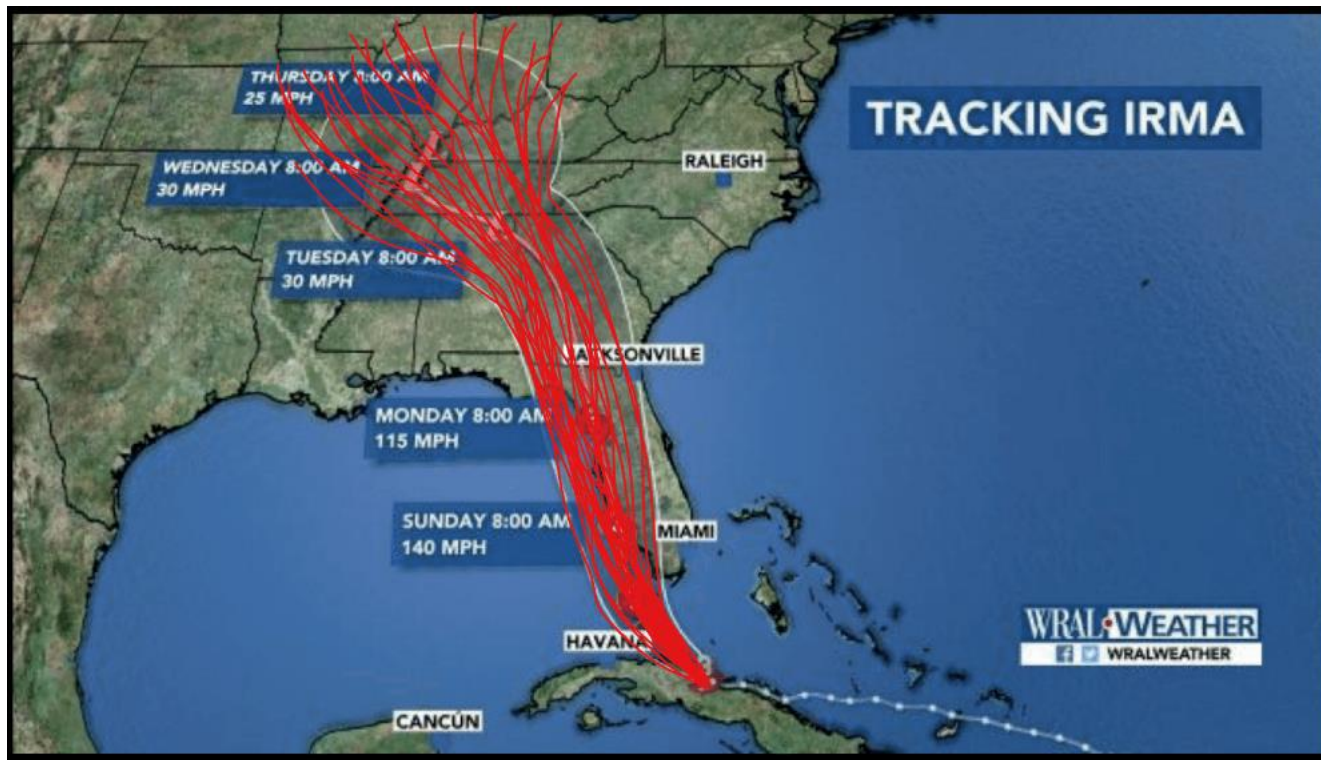 THURSDAY 8:00 AM
25 MPH
TRACKING IRMA
WEDNESDAY 8:00 AM
30 MPH
RALEIGH
TUESDAY 8:00 AM
30 MPH
JACKSONVILLE
MONDAY 8:00 AM
115 MPH
SUNDAY 8:00 AM
140 MPH
MIAMI
HAVANA
WRAL WEATHER
WRALWEATHER
CANCÚN